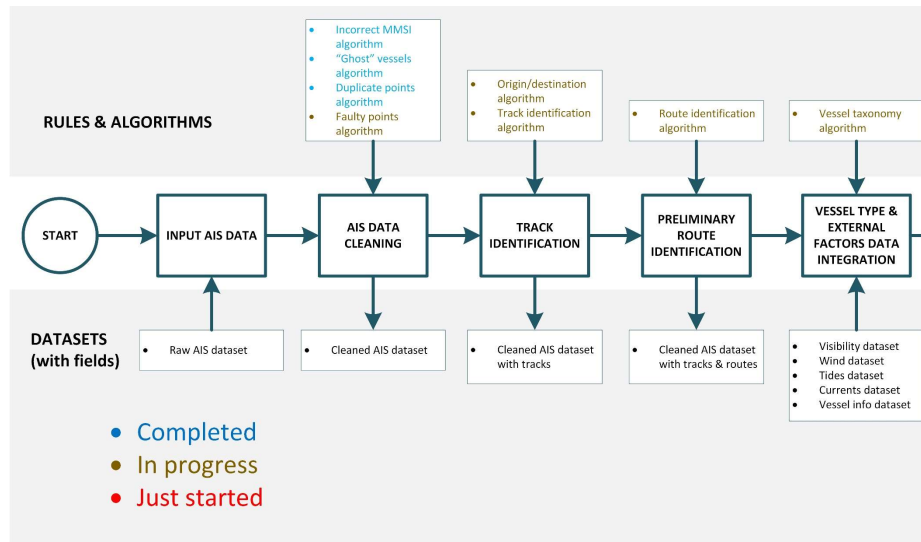 • Incorrect MMSI
algorithm
• “Ghost” vessels
algorithm
• Duplicate points
algorithm
• Faulty points
algorithm
• Origin/destination
algorithm
• Track identification
algorithm
• Route identification
algorithm
• Vessel taxonomy
algorithm
RULES & ALGORITHMS
START
INPUT AIS DATA
AIS DATA
CLEANING
TRACK
IDENTIFICATION
PRELIMINARY
ROUTE
IDENTIFICATION
VESSEL TYPE &
EXTERNAL
FACTORS DATA
INTEGRATION
DATASETS
(with fields)
• Raw AIS dataset
• Cleaned AIS dataset
• Cleaned AIS dataset
with tracks
• Cleaned AIS dataset
with tracks & routes
• Visibility dataset
• Wind dataset
• Tides dataset
• Currents dataset
• Vessel info dataset
• Completed
• In progress
• Just started